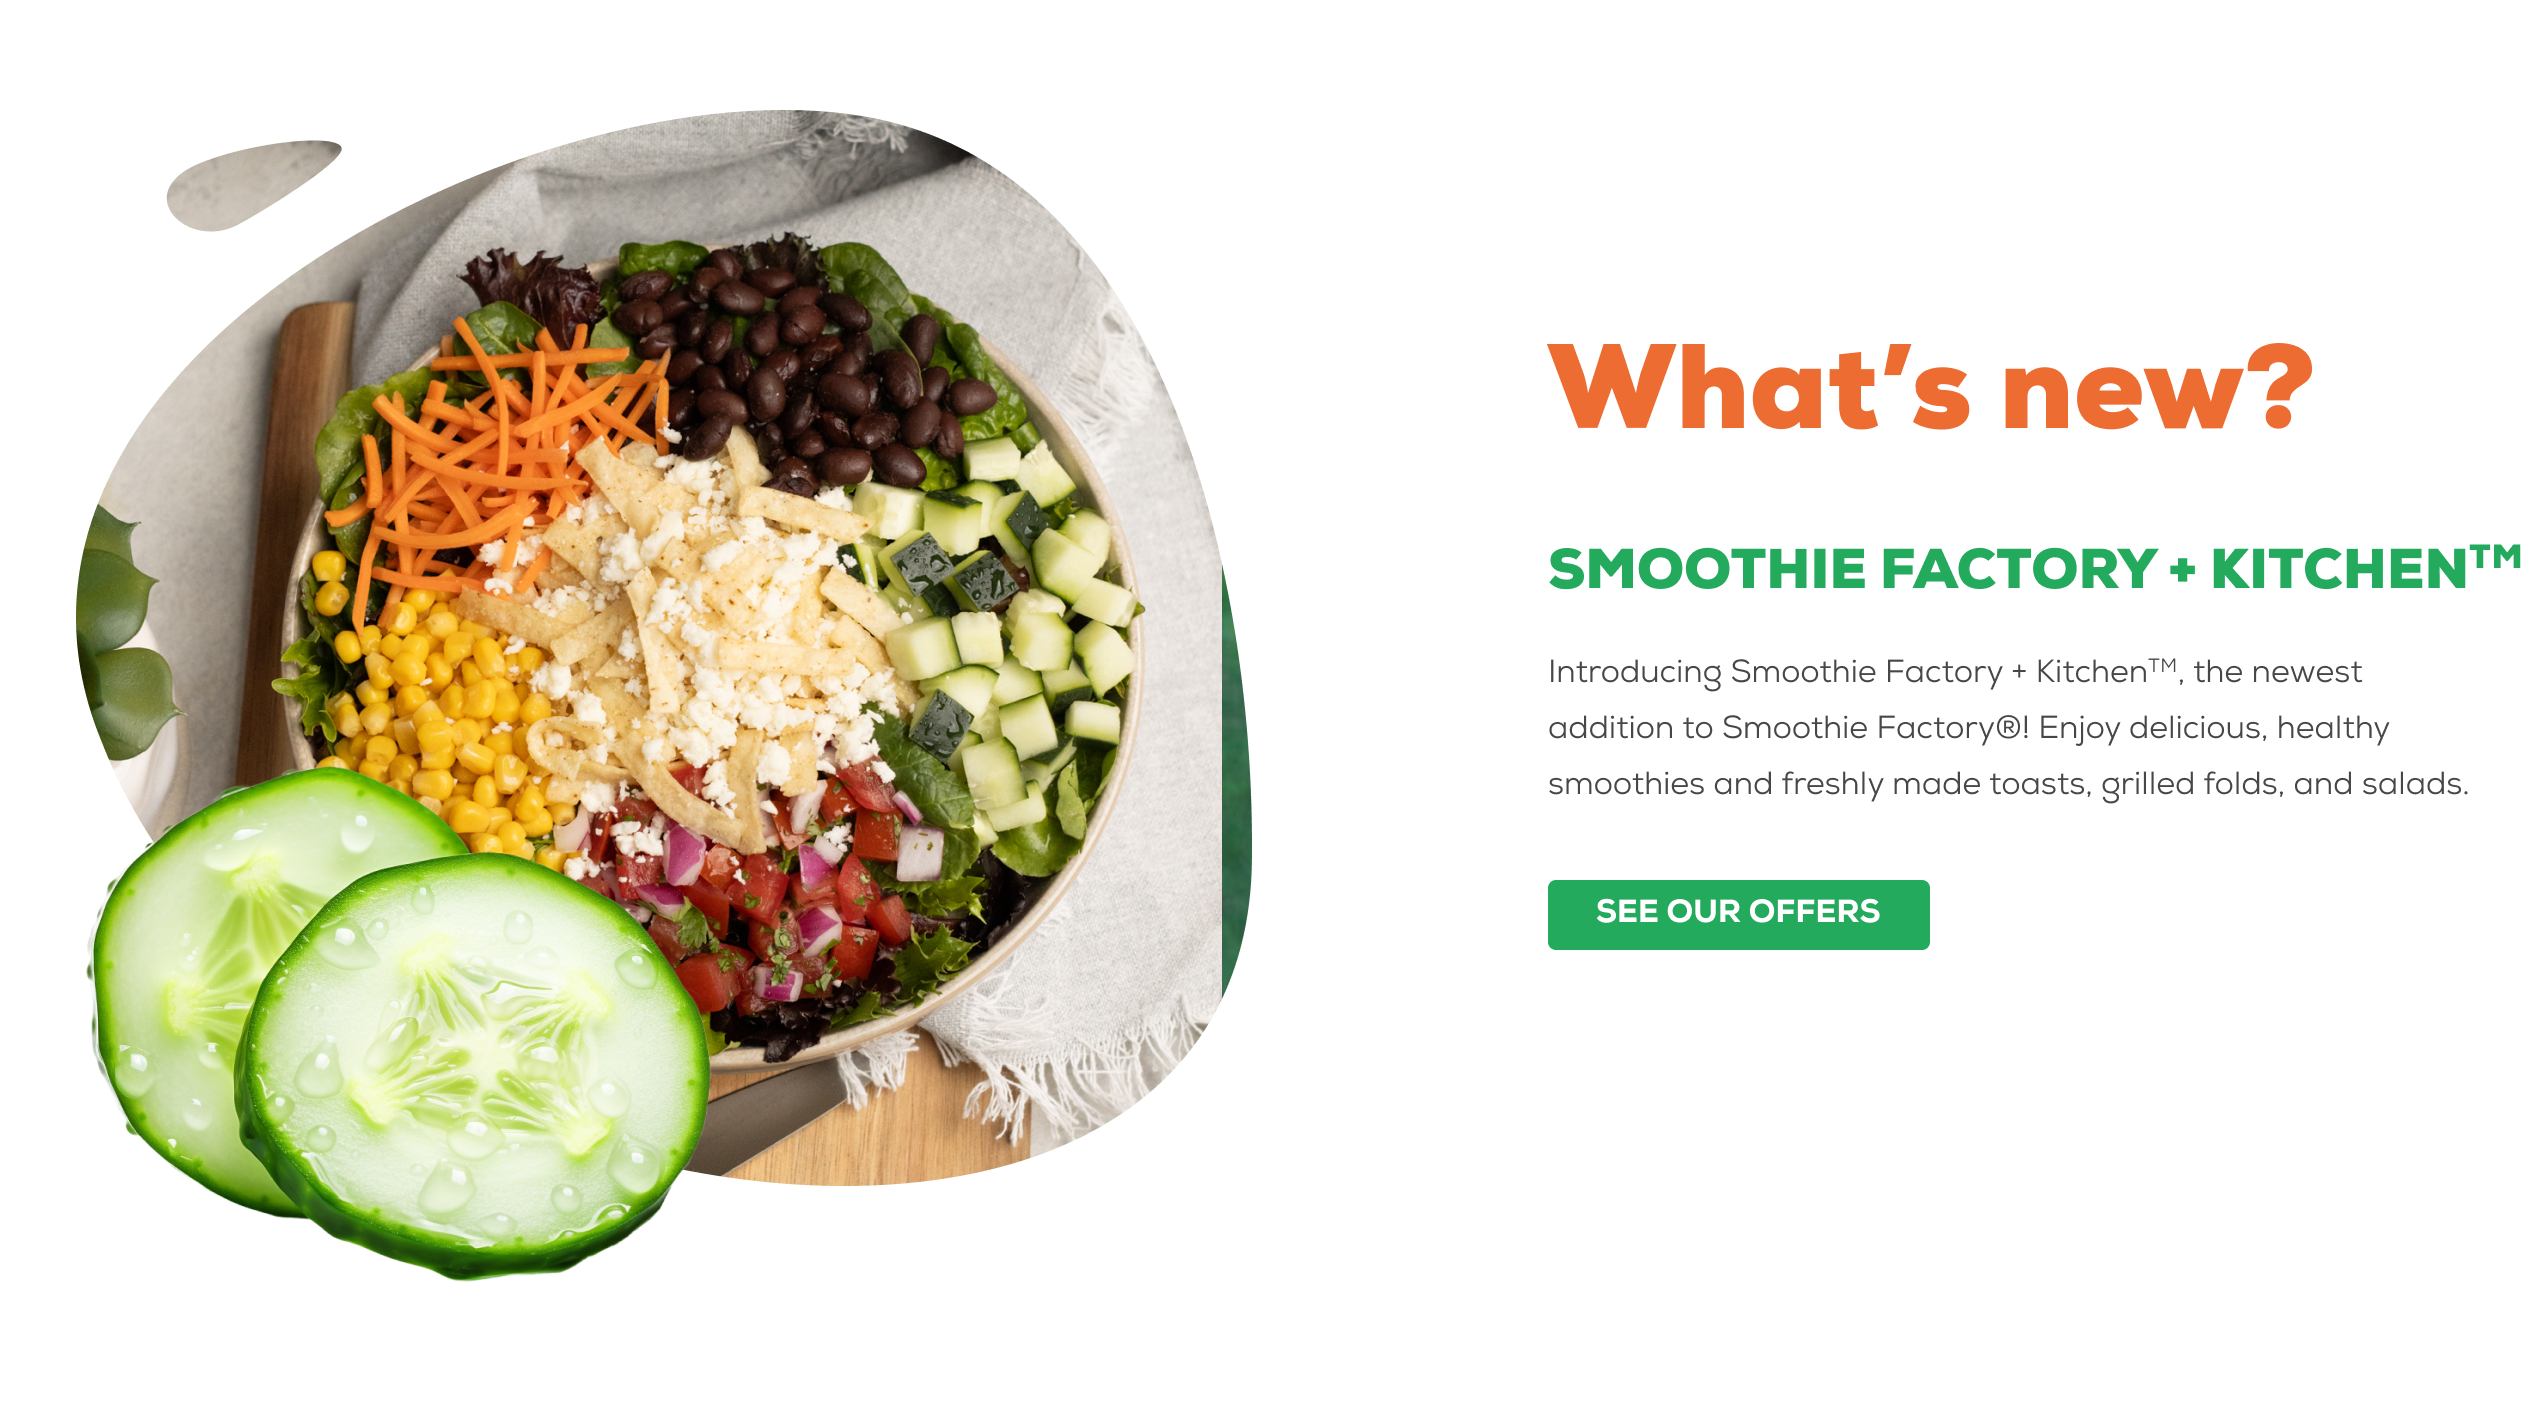 What's new?
SMOOTHIE FACTORY + KITCHEN™
Introducing Smoothie Factory + Kitchen™, the newest
addition to Smoothie Factory®! Enjoy delicious, healthy
smoothies and freshly made toasts, grilled folds, and salads.
SEE OUR OFFERS